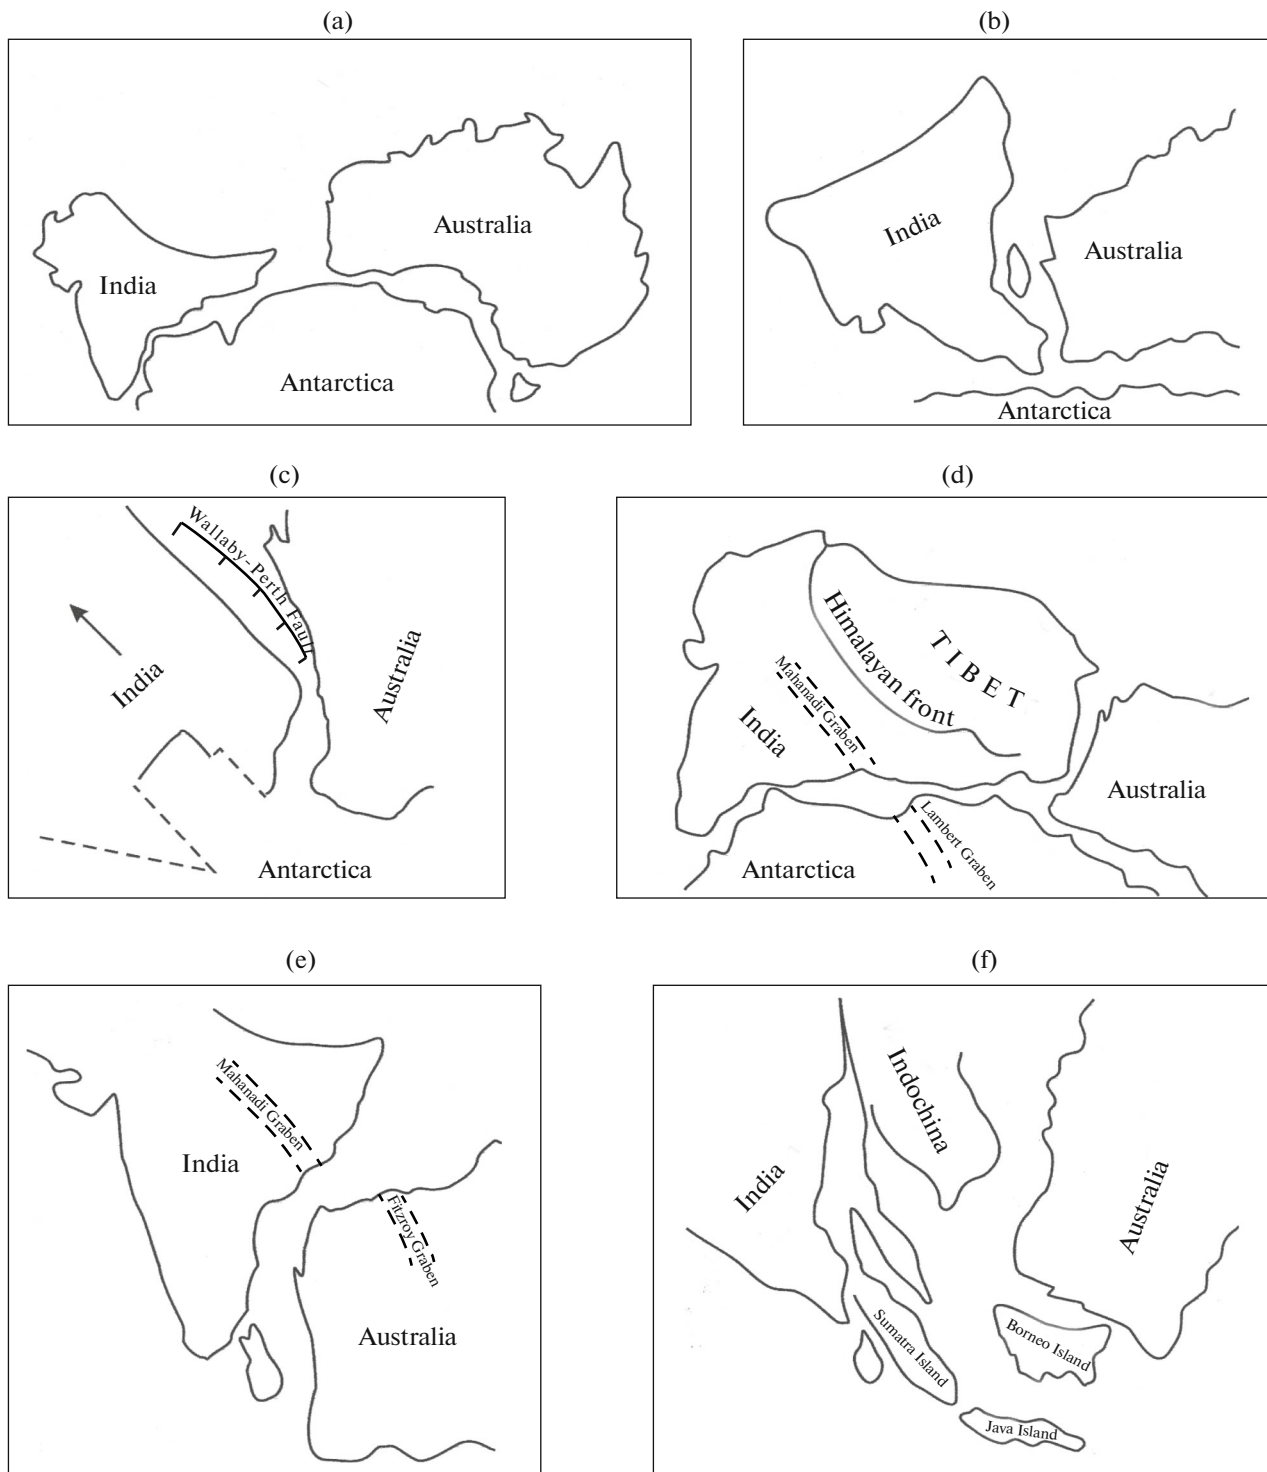 (a)
India
Australia
Antarctica
(b)
India
Australia
Antarctica
(c)
Wallaby-Perth Fault
India
Australia
Antarctica
(d)
TIBET
Himalayan front
Mahanadi Graben
India
Australia
Lambert Graben
Antarctica
(e)
Mahanadi Graben
India
Fitzroy Graben
Australia
(f)
Indochina
India
Australia
Sumatra Island
Borneo Island
Java Island